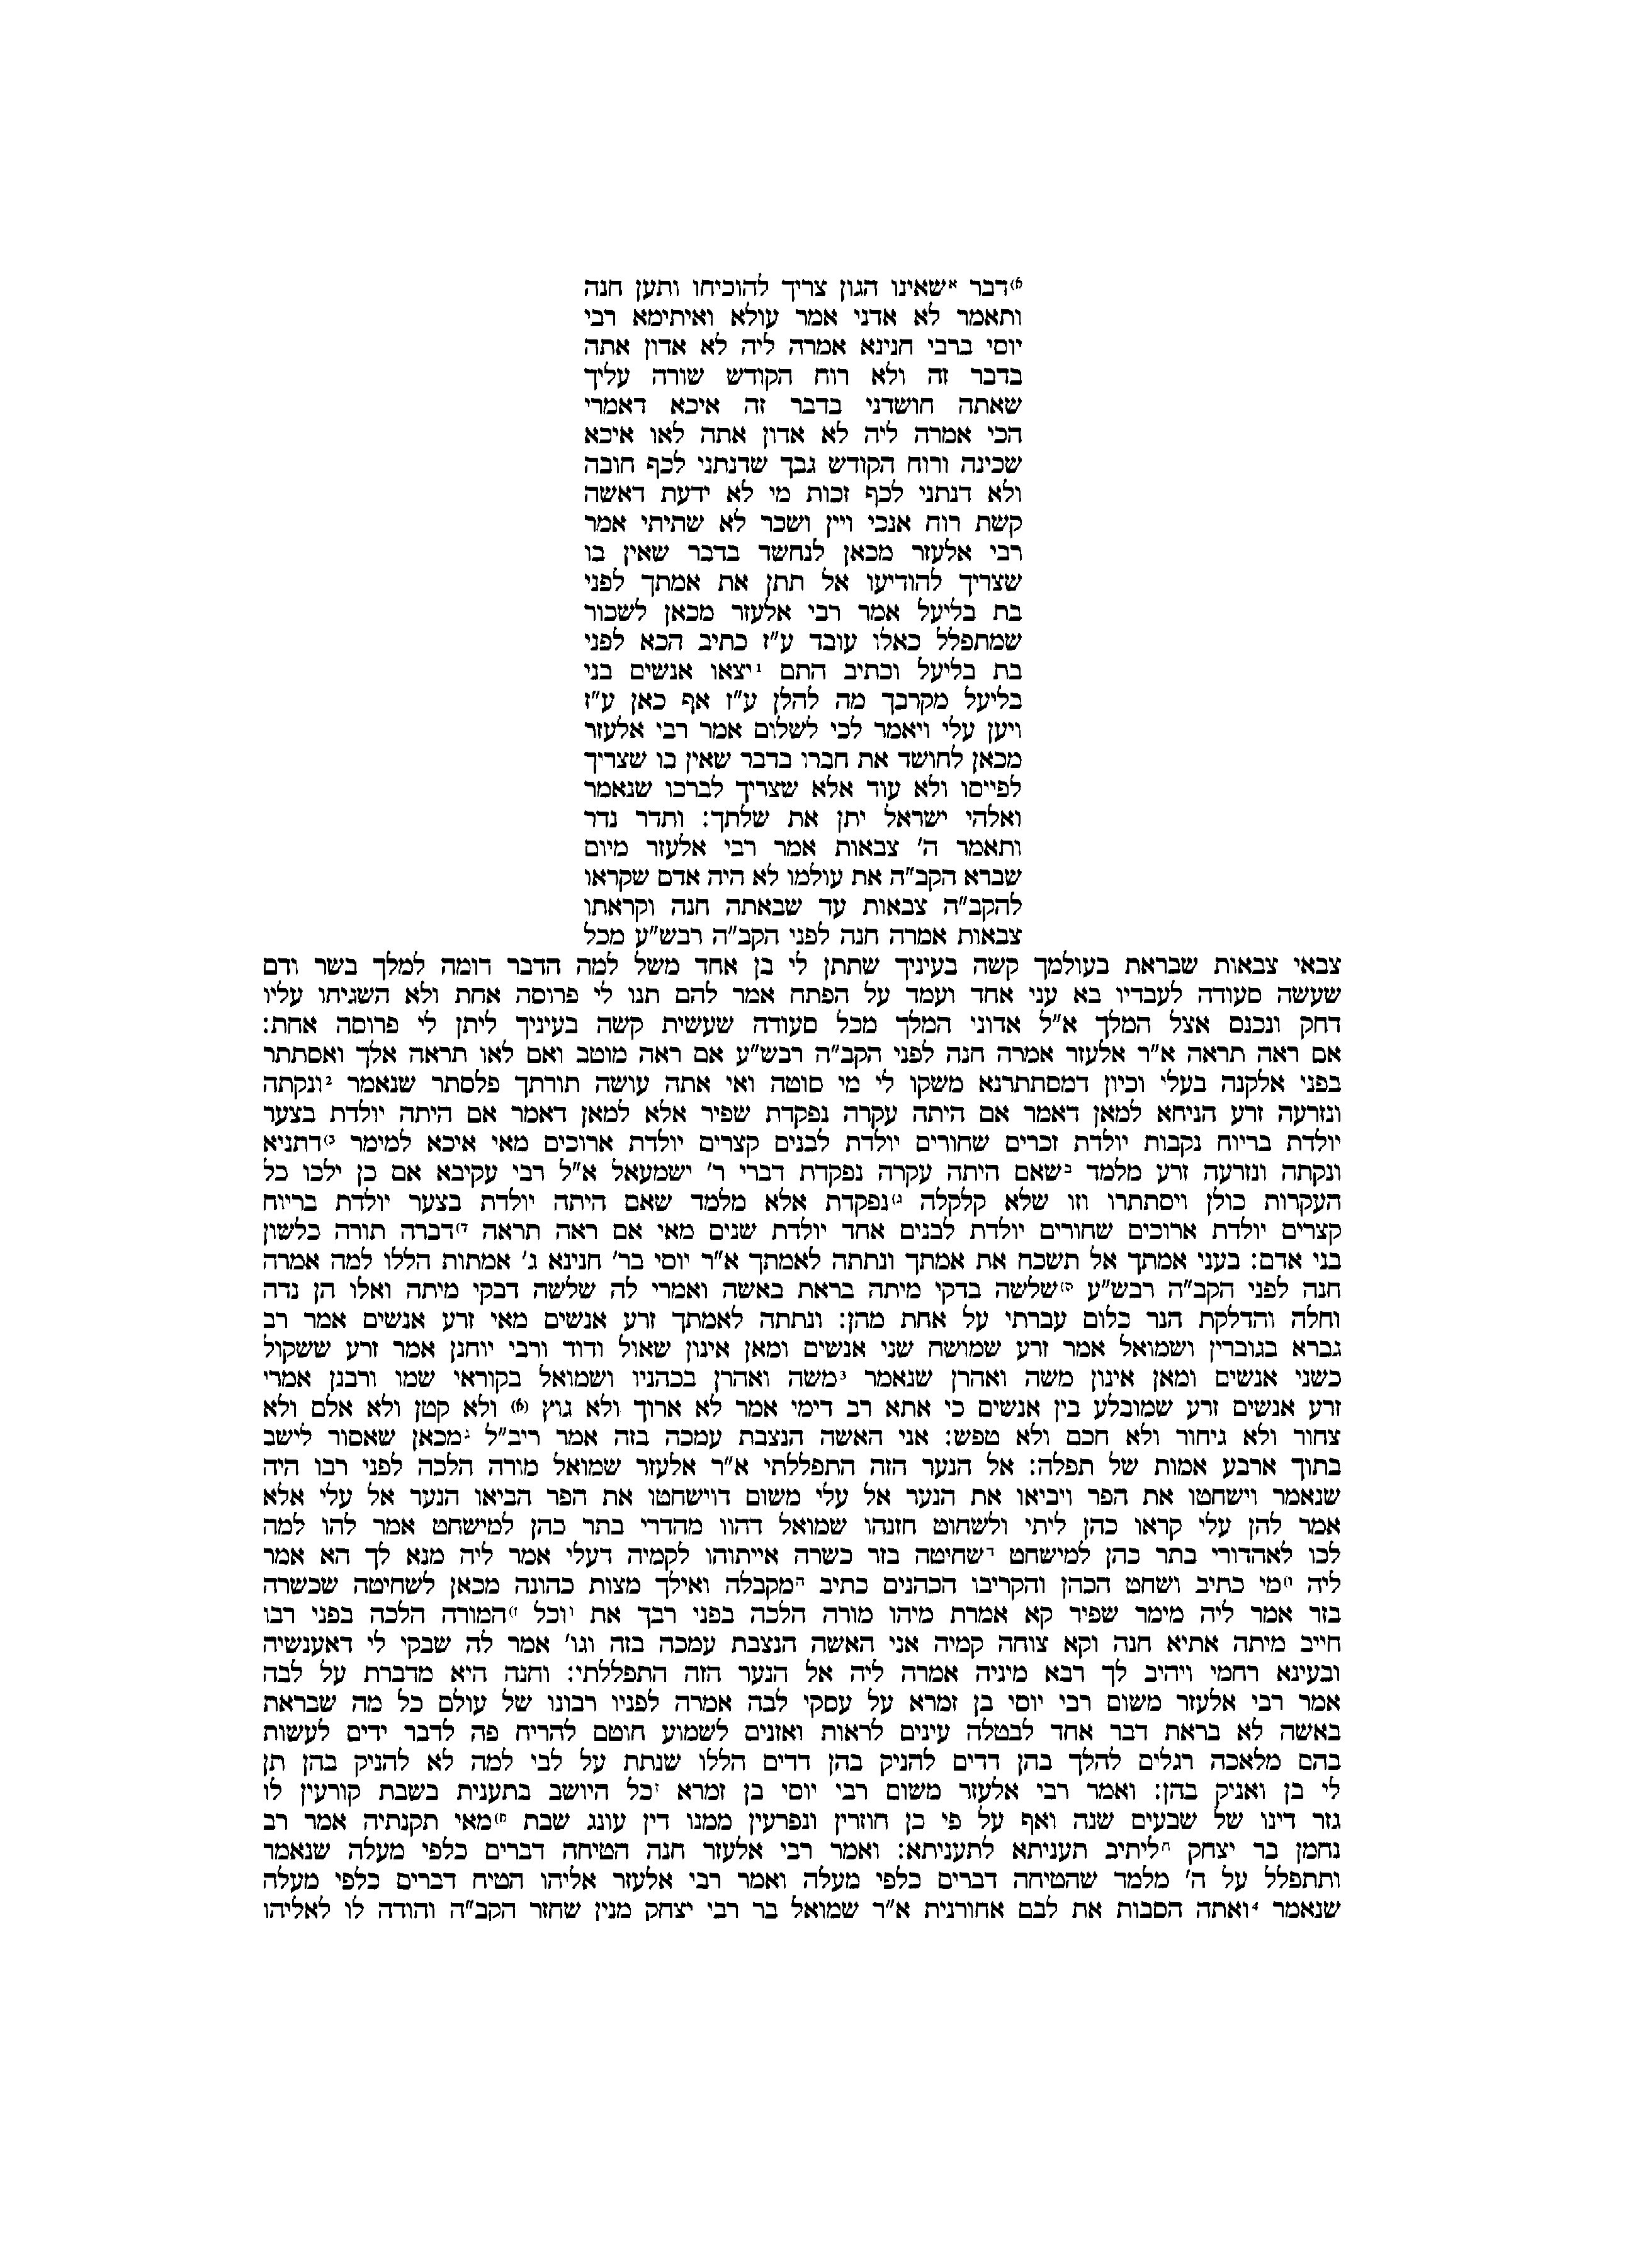 א)דבר אשאינו הגון צריך להוכיחו ותען חנה
ותאמר לא אדני אמר עולא ואיתימא רבי
יוסי ברבי חנינא אמרה ליה לא אדון אתה
בדבר זה ולא רוח הקודש שורה עליך
שאתה חושדני בדבר זה איכא דאמרי
הכי אמרה ליה לא אדון אתה לאו איכא
שכינה ורוח הקודש גבך שדנתני לכף חובה
ולא דנתני לכף זכות מי לא ידעת דאשה
קשת רוח אנכי ויין ושכר לא שתיתי אמר
רבי אלעזר מכאן לנחשד בדבר שאין בו
שצריך להודיעו אל תתן את אמתך לפני
בת בליעל אמר רבי אלעזר מכאן לשכור
שמתפלל כאלו עובד ע"ז כתיב הכא לפני
בת בליעל וכתיב התם 1יצאו אנשים בני
בליעל מקרבך מה להלן ע"ז אף כאן ע"ז
ויען עלי ויאמר לכי לשלום אמר רבי אלעזר
מכאן לחושד את חברו בדבר שאין בו שצריך
לפייסו ולא עוד אלא שצריך לברכו שנאמר
ואלהי ישראל יתן את שלתך: ותדר נדר
ותאמר ה' צבאות אמר רבי אלעזר מיום
שברא הקב"ה את עולמו לא היה אדם שקראו
להקב"ה צבאות עד שבאתה חנה וקראתו
צבאות אמרה חנה לפני הקב"ה רבש"ע מכל
צבאי צבאות שבראת בעולמך קשה בעיניך שתתן לי בן אחד משל למה הדבר דומה למלך בשר ודם
שעשה סעודה לעבדיו בא עני אחד ועמד על הפתח אמר להם תנו לי פרוסה אחת ולא השגיחו עליו
דחק ונכנס אצל המלך א"ל אדוני המלך מכל סעודה שעשית קשה בעיניך ליתן לי פרוסה אחת:
אם ראה תראה א"ר אלעזר אמרה חנה לפני הקב"ה רבש"ע אם ראה מוטב ואם לאו תראה אלך ואסתתר
בפני אלקנה בעלי וכיון דמסתתרנא משקו לי מי סוטה ואי אתה עושה תורתך פלסתר שנאמר 2ונקתה
ונזרעה זרע הניחא למאן דאמר אם היתה עקרה נפקדת שפיר אלא למאן דאמר אם היתה יולדת בצער
יולדת בריוח נקבות יולדת זכרים שחורים יולדת לבנים קצרים יולדת ארוכים מאי איכא למימר ב)דתניא
ונקתה ונזרעה זרע מלמד בשאם היתה עקרה נפקדת דברי ר' ישמעאל א"ל רבי עקיבא אם כן ילכו כל
העקרות כולן ויסתתרו וזו שלא קלקלה ג)נפקדת אלא מלמד שאם היתה יולדת בצער יולדת בריוח
קצרים יולדת ארוכים שחורים יולדת לבנים אחד יולדת שנים מאי אם ראה תראה ד)דברה תורה כלשון
בני אדם: בעני אמתך אל תשכח את אמתך ונתתה לאמתך א"ר יוסי בר' חנינא ג' אמתות הללו למה אמרה
חנה לפני הקב"ה רבש"ע ה)שלשה בדקי מיתה בראת באשה ואמרי לה שלשה דבקי מיתה ואלו הן נדה
וחלה והדלקת הנר כלום עברתי על אחת מהן: ונתתה לאמתך זרע אנשים מאי זרע אנשים אמר רב
גברא בגוברין ושמואל אמר זרע שמושח שני אנשים ומאן אינון שאול ודוד ורבי יוחנן אמר זרע ששקול
כשני אנשים ומאן אינון משה ואהרן שנאמר 3משה ואהרן בכהניו ושמואל בקוראי שמו ורבנן אמרי
זרע אנשים זרע שמובלע בין אנשים כי אתא רב דימי אמר לא ארוך ולא גוץ (א) ולא קטן ולא אלם ולא
צחור ולא גיחור ולא חכם ולא טפש: אני האשה הנצבת עמכה בזה אמר ריב"ל גמכאן שאסור לישב
בתוך ארבע אמות של תפלה: אל הנער הזה התפללתי א"ר אלעזר שמואל מורה הלכה לפני רבו היה
שנאמר וישחטו את הפר ויביאו את הנער אל עלי משום דוישחטו את הפר הביאו הנער אל עלי אלא
אמר להן עלי קראו כהן ליתי ולשחוט חזנהו שמואל דהוו מהדרי בתר כהן למישחט אמר להו למה
לכו לאהדורי בתר כהן למישחט דשחיטה בזר כשרה אייתוהו לקמיה דעלי אמר ליה מנא לך הא אמר
ליה ו)מי כתיב ושחט הכהן והקריבו הכהנים כתיב המקבלה ואילך מצות כהונה מכאן לשחיטה שכשרה
בזר אמר ליה מימר שפיר קא אמרת מיהו מורה הלכה בפני רבך את ווכל ז)המורה הלכה בפני רבו
חייב מיתה אתיא חנה וקא צוחה קמיה אני האשה הנצבת עמכה בזה וגו' אמר לה שבקי לי דאענשיה
ובעינא רחמי ויהיב לך רבא מיניה אמרה ליה אל הנער הזה התפללתי: וחנה היא מדברת על לבה
אמר רבי אלעזר משום רבי יוסי בן זמרא על עסקי לבה אמרה לפניו רבונו של עולם כל מה שבראת
באשה לא בראת דבר אחד לבטלה עינים לראות ואזנים לשמוע חוטם להריח פה לדבר ידים לעשות
בהם מלאכה רגלים להלך בהן דדים להניק בהן דדים הללו שנתת על לבי למה לא להניק בהן תן
לי בן ואניק בהן: ואמר רבי אלעזר משום רבי יוסי בן זמרא זכל היושב בתענית בשבת קורעין לו
גזר דינו של שבעים שנה ואף על פי כן חוזרין ונפרעין ממנו דין עונג שבת ח)מאי תקנתיה אמר רב
נחמן בר יצחק חליתיב תעניתא לתעניתא: ואמר רבי אלעזר חנה הטיחה דברים כלפי מעלה שנאמר
ותתפלל על ה' מלמד שהטיחה דברים כלפי מעלה ואמר רבי אלעזר אליהו הטיח דברים כלפי מעלה
שנאמר 4ואתה הסבות את לבם אחורנית א"ר שמואל בר רבי יצחק מנין שחזר הקב"ה והודה לו לאליהו